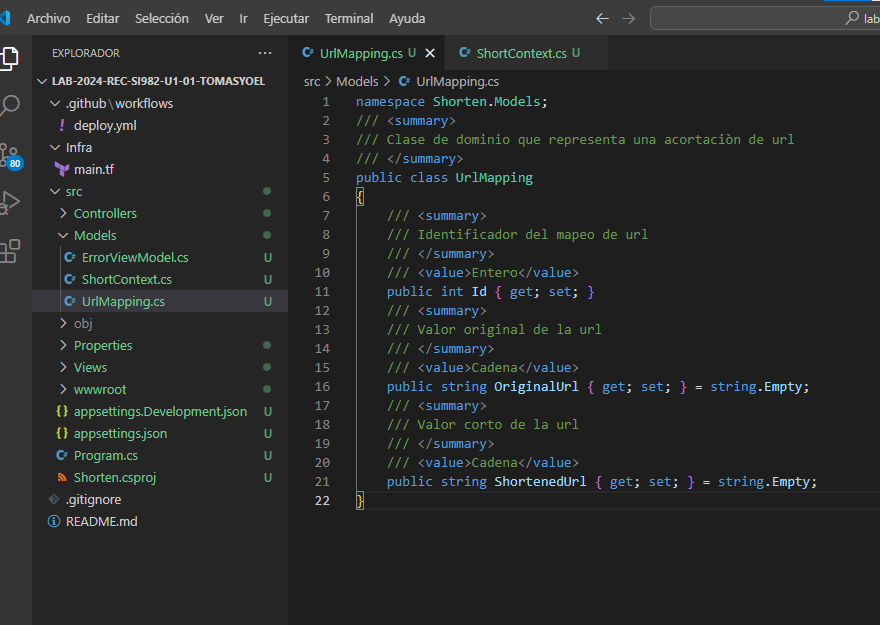 Archivo Editar Selección Ver Ir Ejecutar Terminal Ayuda
lab
EXPLORADOR
LAB-2024-REC-SI982-U1-01-TOMASYOEL
.github\workflows
! deploy.yml
Infra
main.tf
src
Controllers
Models
C# ErrorViewModel.cs U
C# ShortContext.cs U
C# UrlMapping.cs U
obj
Properties
Views
wwwroot
{} appsettings.Development.json U
{} appsettings.json U
C# Program.cs U
Shorten.csproj U
.gitignore
README.md
80
C# UrlMapping.cs U
C# ShortContext.cs U
src > Models > C# UrlMapping.cs
1 namespace Shorten.Models;
2 /// <summary>
3 /// Clase de dominio que representa una acortaciòn de url
4 /// </summary>
5 public class UrlMapping
6 {
7 /// <summary>
8 /// Identificador del mapeo de url
9 /// </summary>
10 /// <value>Entero</value>
11 public int Id { get; set; }
12 /// <summary>
13 /// Valor original de la url
14 /// </summary>
15 /// <value>Cadena</value>
16 public string OriginalUrl { get; set; } = string.Empty;
17 /// <summary>
18 /// Valor corto de la url
19 /// </summary>
20 /// <value>Cadena</value>
21 public string ShortenedUrl { get; set; } = string.Empty;
22 }